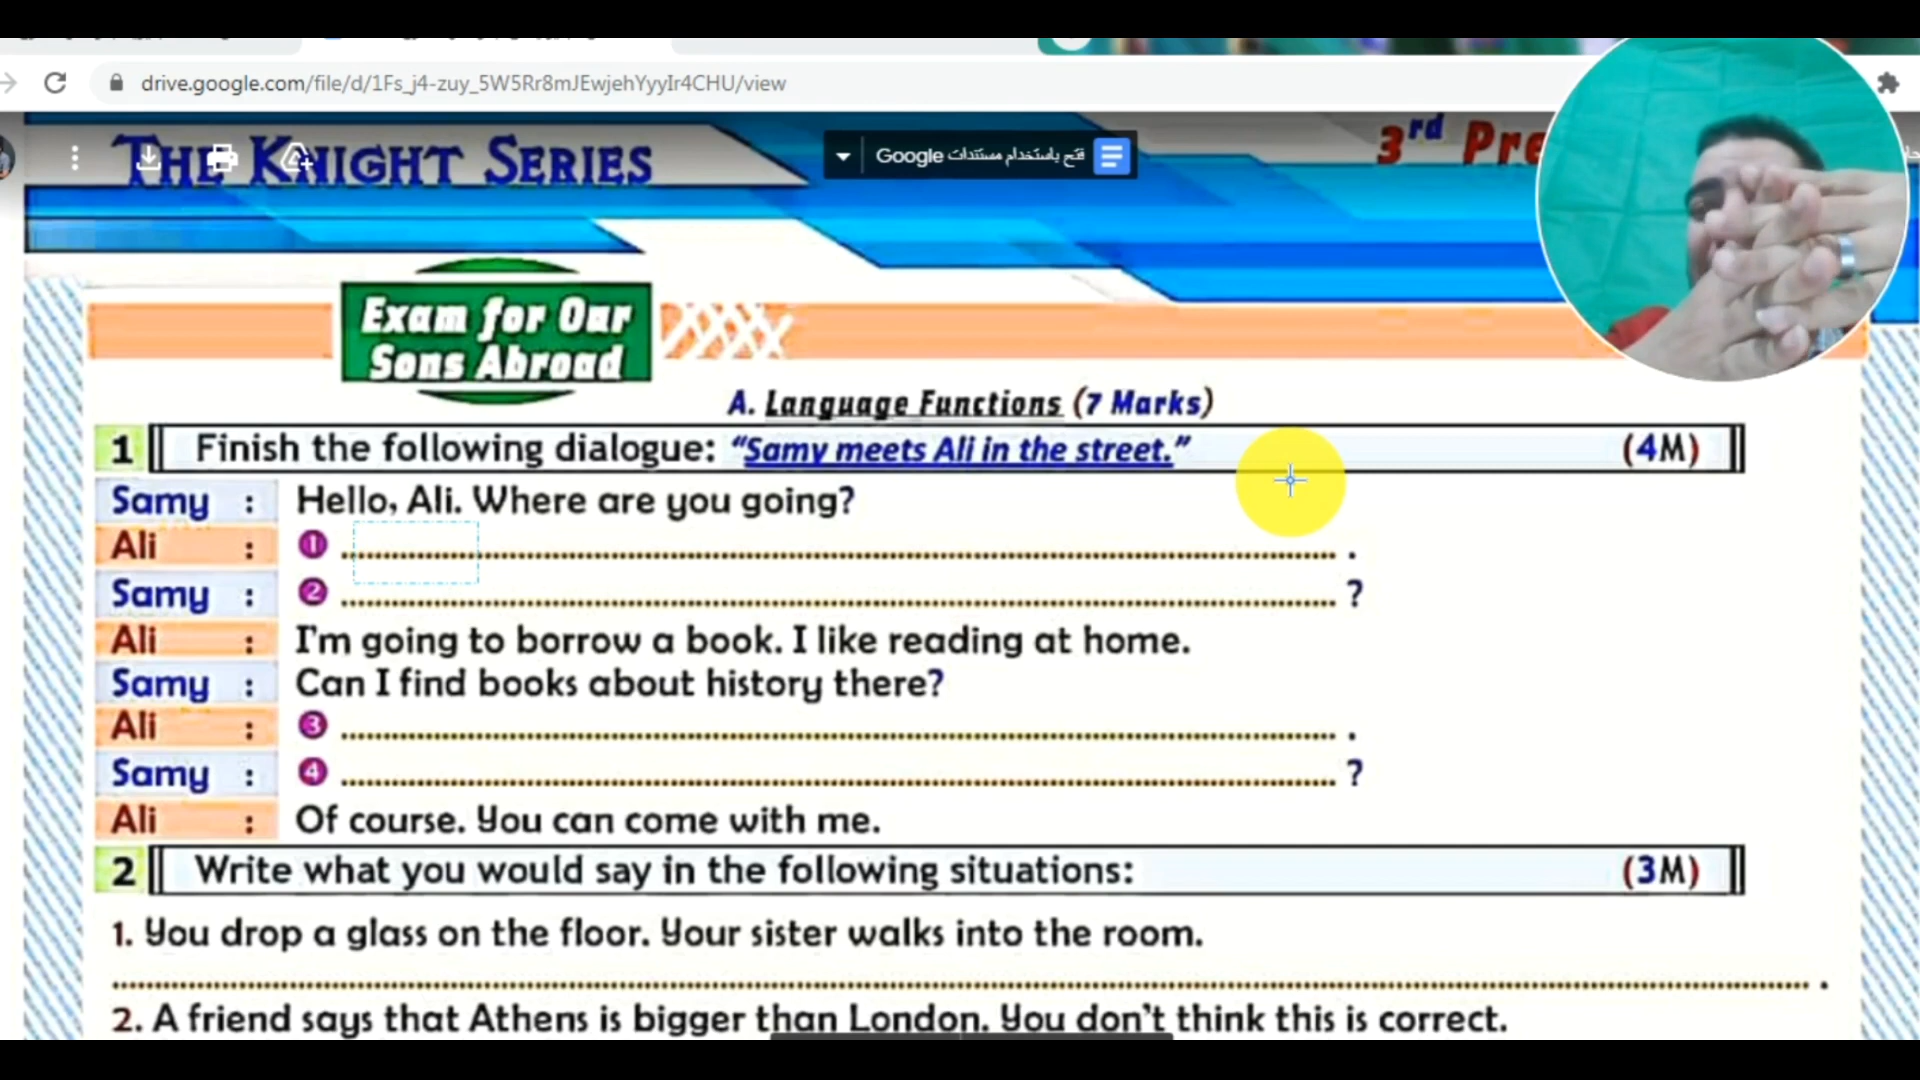 drive.google.com/file/d/1Fs_j4-zuy_5W5Rr8mJEwjehYyyIr4CHU/view
THE KNIGHT SERIES
فتح باستخدام مستندات Google
3rd Pre
Exam for Our
Sons Abroad
A. Language Functions (7 Marks)
1 Finish the following dialogue: “Samy meets Ali in the street.” (4M)
Samy : Hello, Ali. Where are you going?
Ali : 1 .......... .
Samy : 2 .......... ?
Ali : I'm going to borrow a book. I like reading at home.
Samy : Can I find books about history there?
Ali : 3 .......... .
Samy : 4 .......... ?
Ali : Of course. You can come with me.
2 Write what you would say in the following situations: (3M)
1. You drop a glass on the floor. Your sister walks into the room.
.......... .
2. A friend says that Athens is bigger than London. You don't think this is correct.